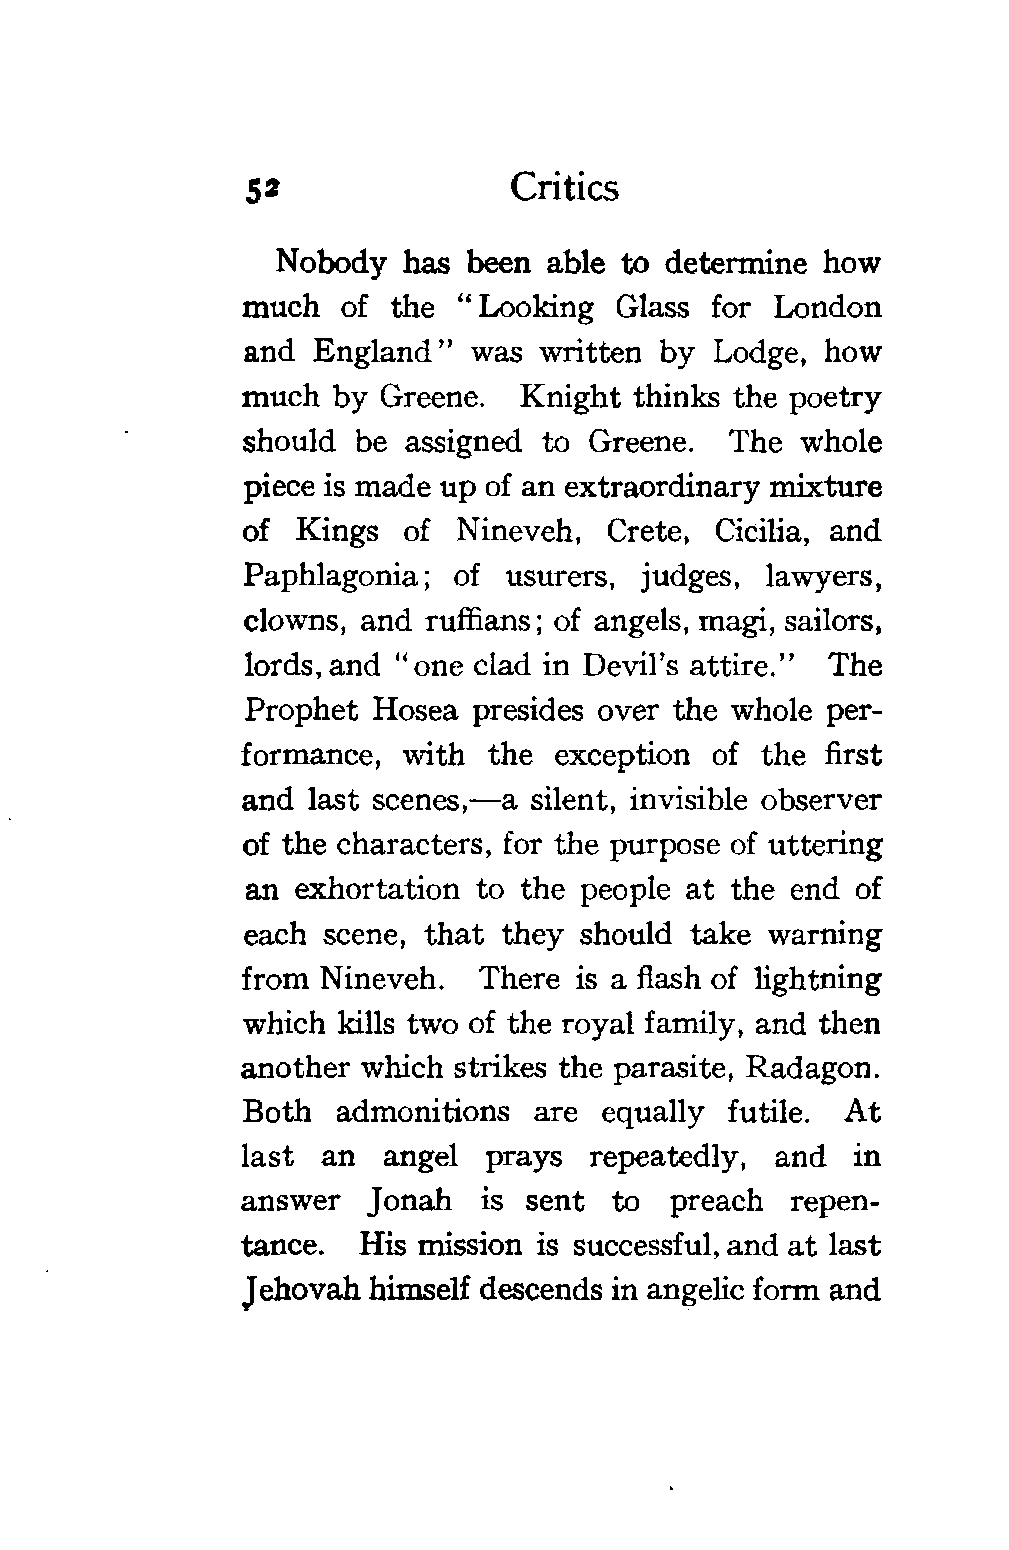 52 Critics
Nobody has been able to determine how
much of the “Looking Glass for London
and England” was written by Lodge, how
much by Greene. Knight thinks the poetry
should be assigned to Greene. The whole
piece is made up of an extraordinary mixture
of Kings of Nineveh, Crete, Cicilia, and
Paphlagonia; of usurers, judges, lawyers,
clowns, and ruffians; of angels, magi, sailors,
lords, and “one clad in Devil’s attire.” The
Prophet Hosea presides over the whole per-
formance, with the exception of the first
and last scenes,—a silent, invisible observer
of the characters, for the purpose of uttering
an exhortation to the people at the end of
each scene, that they should take warning
from Nineveh. There is a flash of lightning
which kills two of the royal family, and then
another which strikes the parasite, Radagon.
Both admonitions are equally futile. At
last an angel prays repeatedly, and in
answer Jonah is sent to preach repen-
tance. His mission is successful, and at last
Jehovah himself descends in angelic form and